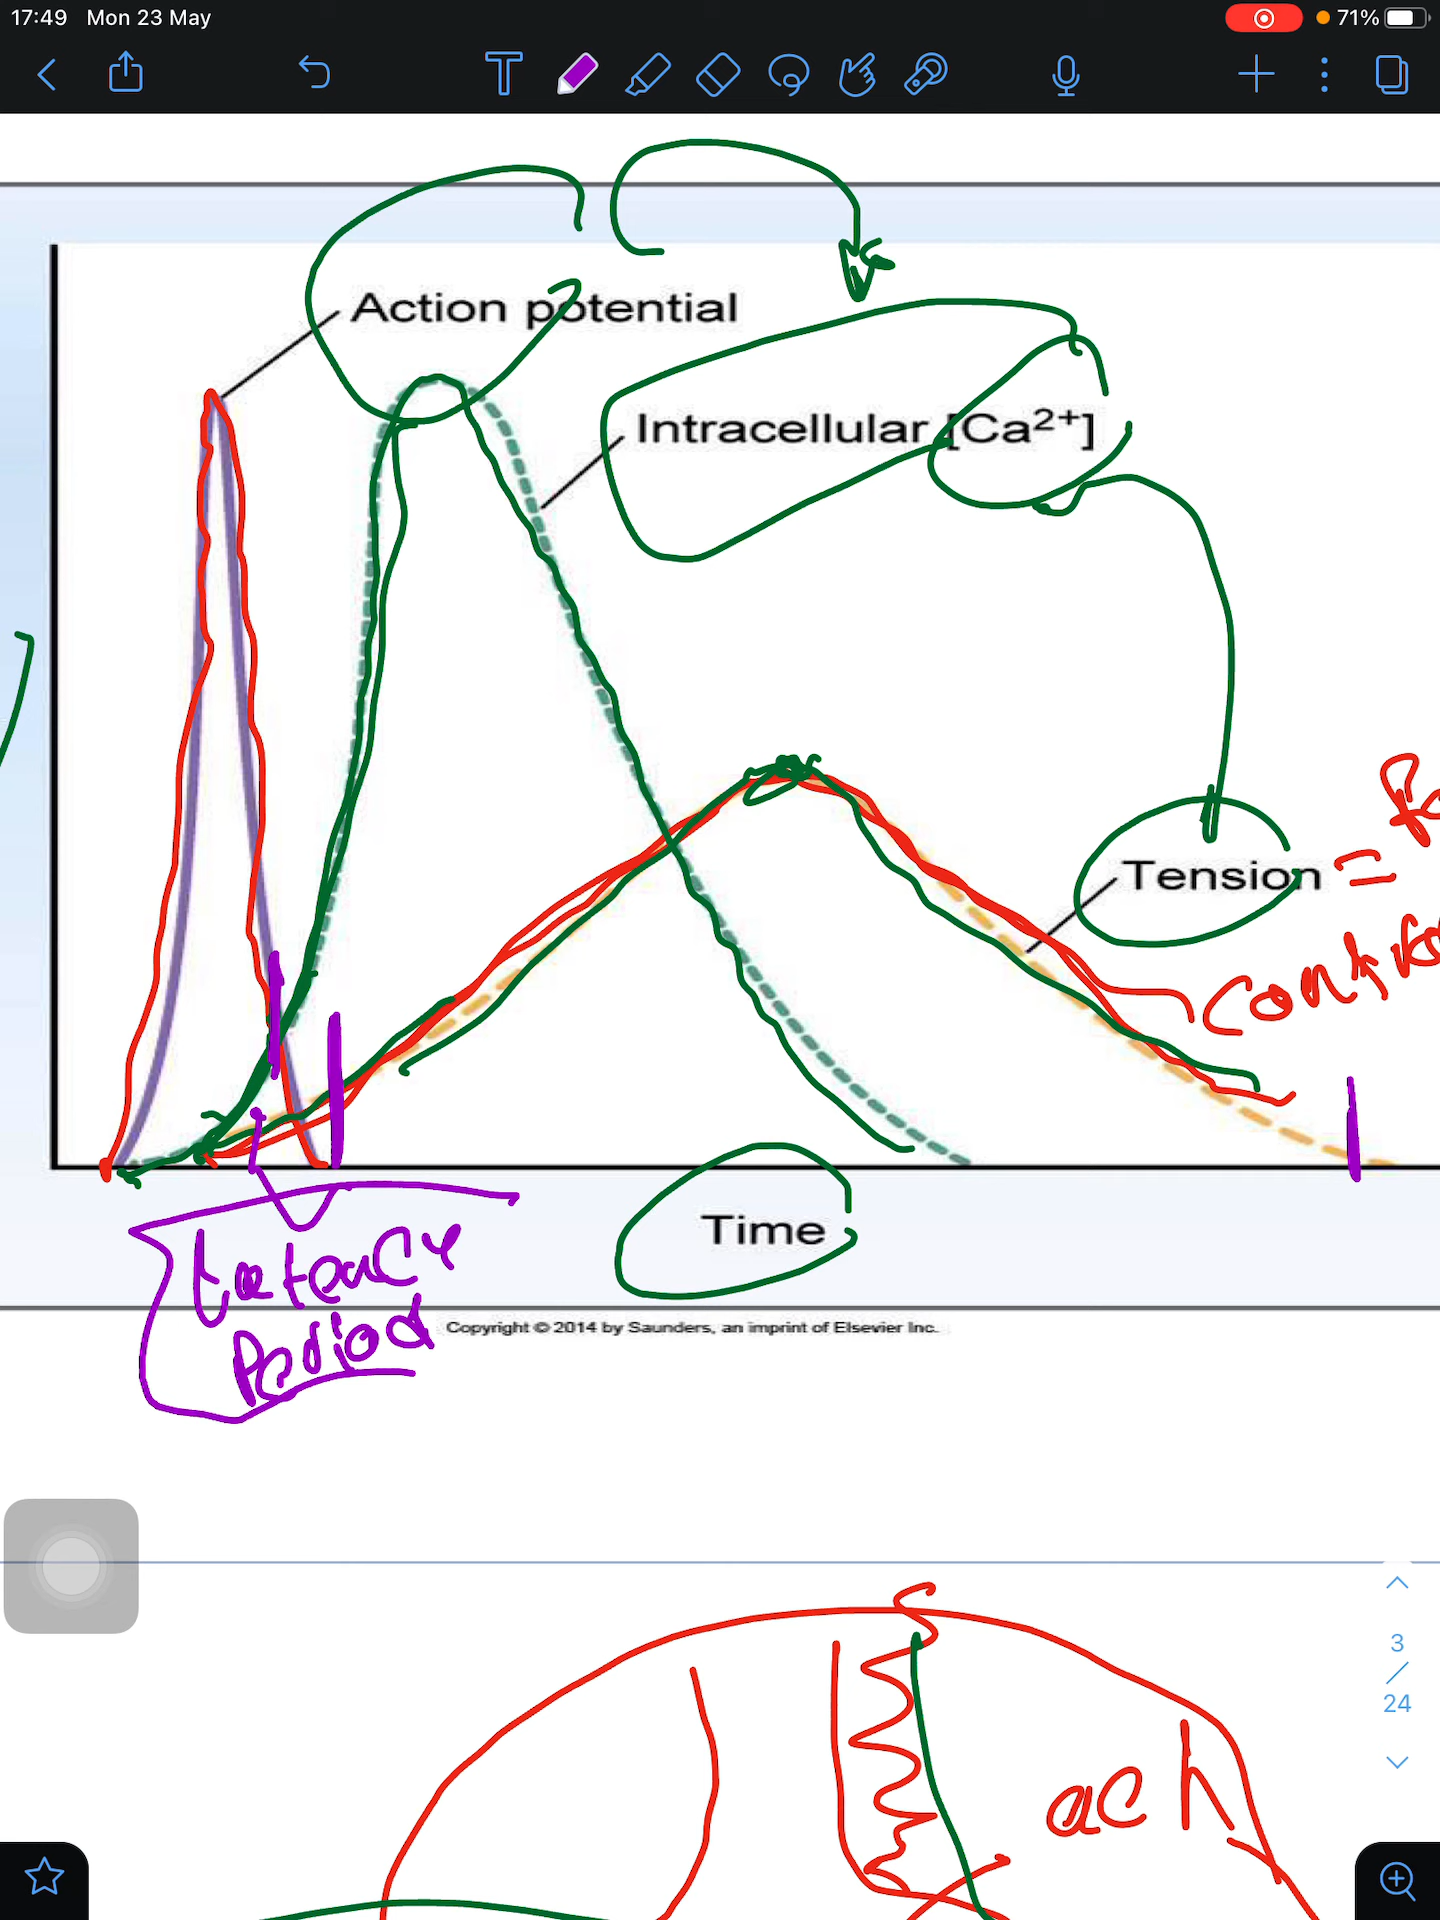 17:49 Mon 23 May
71%
T
Action potential
Intracellular [Ca²⁺]
Tension =
Time
Latency
Period
Copyright © 2014 by Saunders, an imprint of Elsevier Inc.
3
/
24
ach